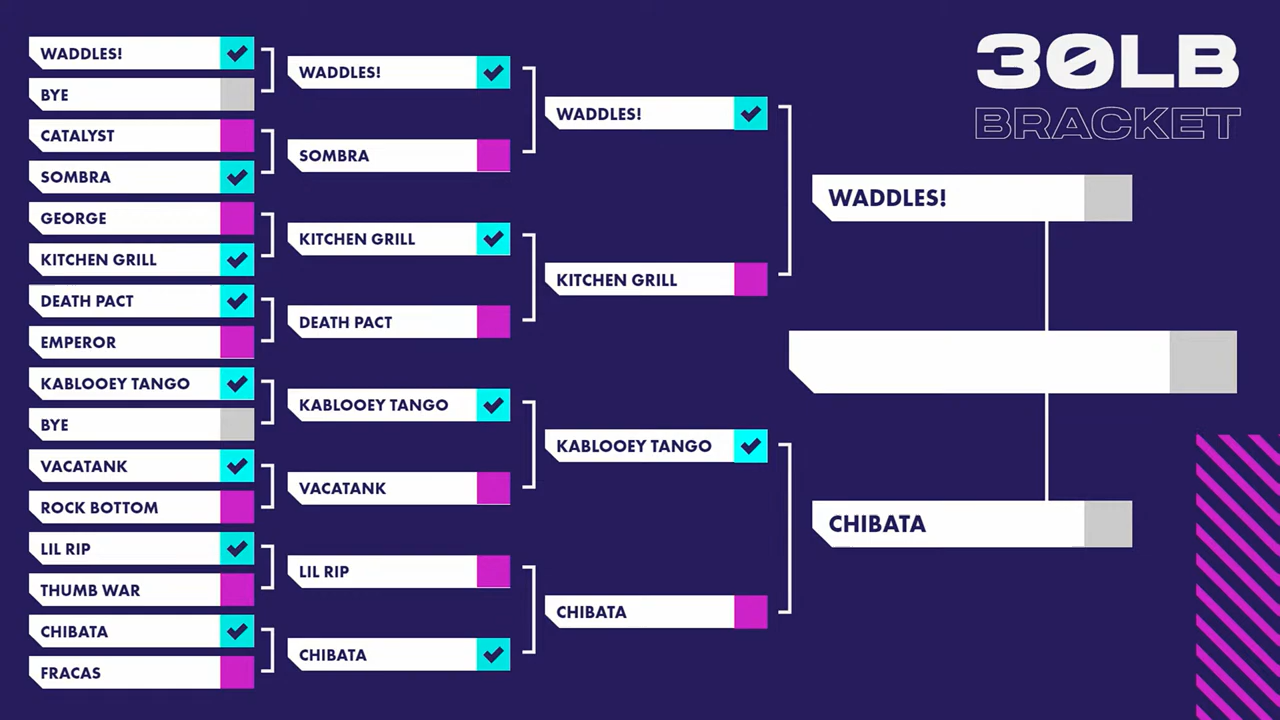 30LB
BRACKET
WADDLES!
BYE
CATALYST
SOMBRA
GEORGE
KITCHEN GRILL
DEATH PACT
EMPEROR
KABLOOEY TANGO
BYE
VACATANK
ROCK BOTTOM
LIL RIP
THUMB WAR
CHIBATA
FRACAS
WADDLES!
SOMBRA
KITCHEN GRILL
DEATH PACT
KABLOOEY TANGO
VACATANK
LIL RIP
CHIBATA
WADDLES!
KITCHEN GRILL
KABLOOEY TANGO
CHIBATA
WADDLES!
CHIBATA